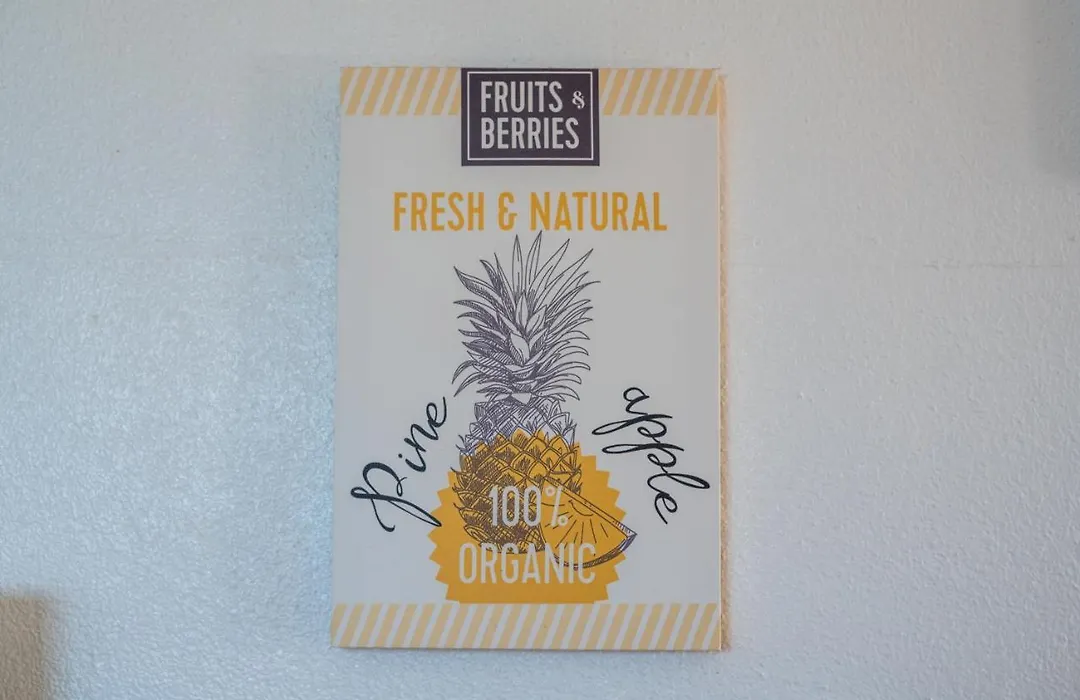 FRUITS &
BERRIES
FRESH & NATURAL
Pine
apple
100%
ORGANIC